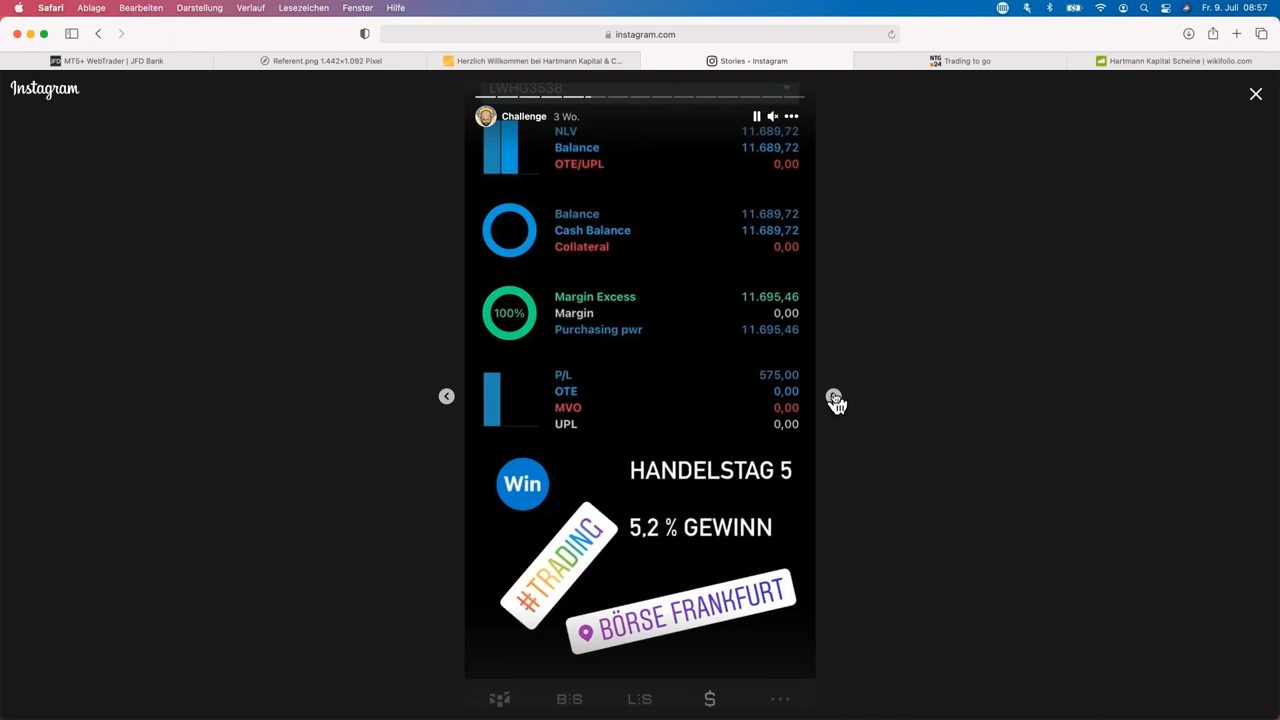 Safari Ablage Bearbeiten Darstellung Verlauf Lesezeichen Fenster Hilfe Fr. 9. Juli 08:57
instagram.com
MT5+ WebTrader | JFD Bank
Referent.png 1.442×1.092 Pixel
Herzlich Willkommen bei Hartmann Kapital & C...
Stories • Instagram
NTG 24 Trading to go
Hartmann Kapital Scheine | wikifolio.com
Instagram
LWHG3538
Challenge 3 Wo.
NLV 11.689,72
Balance 11.689,72
OTE/UPL 0,00
Balance 11.689,72
Cash Balance 11.689,72
Collateral 0,00
100%
Margin Excess 11.695,46
Margin 0,00
Purchasing pwr 11.695,46
P/L 575,00
OTE 0,00
MVO 0,00
UPL 0,00
Win
HANDELSTAG 5
5,2 % GEWINN
#TRADING
BÖRSE FRANKFURT
B:S L:S $ ...